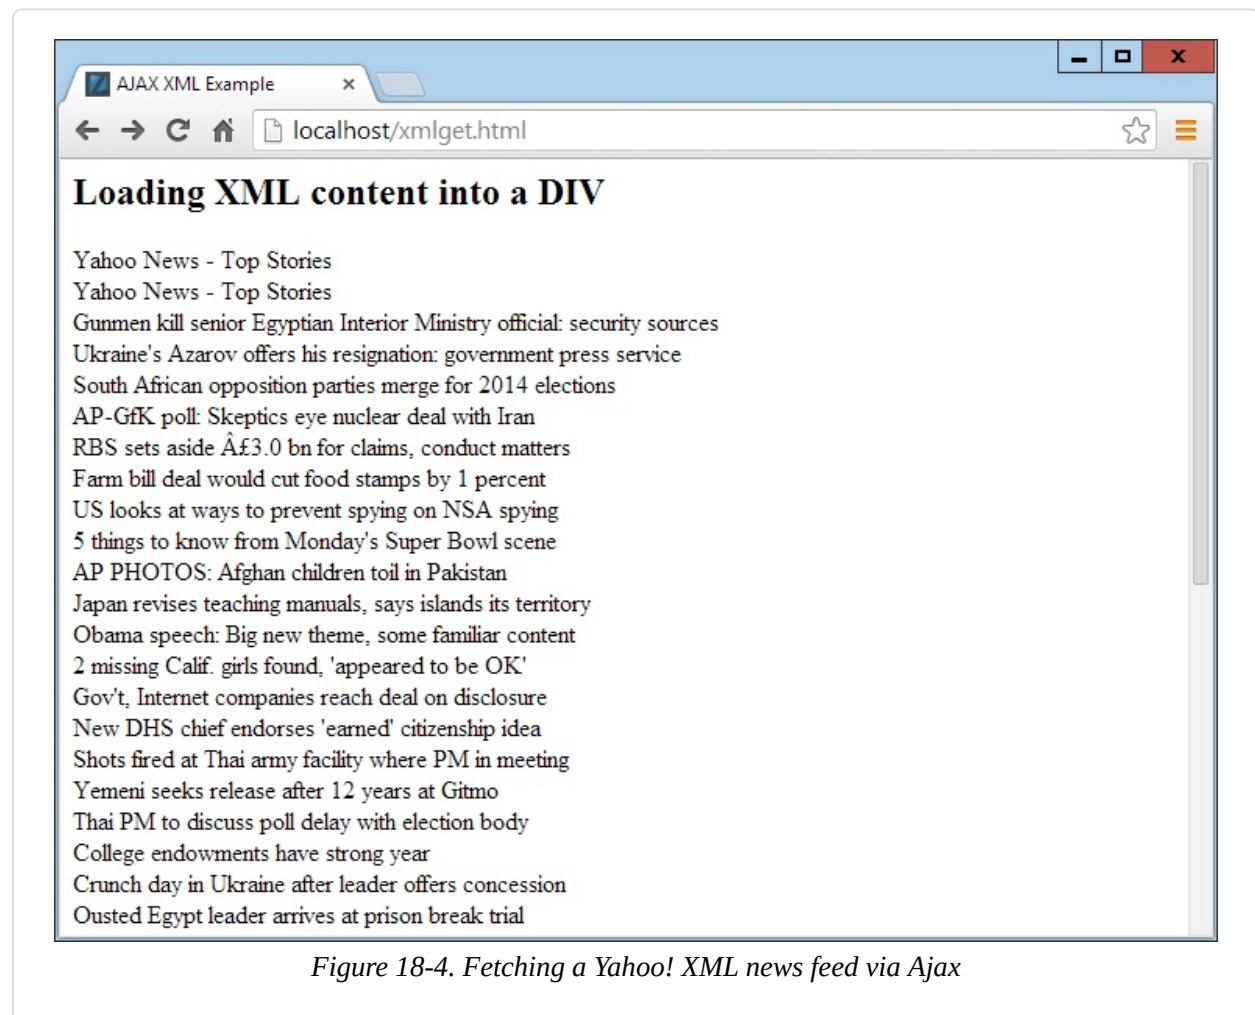 AJAX XML Example
localhost/xmlget.html
Loading XML content into a DIV
Yahoo News - Top Stories
Yahoo News - Top Stories
Gunmen kill senior Egyptian Interior Ministry official: security sources
Ukraine's Azarov offers his resignation: government press service
South African opposition parties merge for 2014 elections
AP-GfK poll: Skeptics eye nuclear deal with Iran
RBS sets aside Â£3.0 bn for claims, conduct matters
Farm bill deal would cut food stamps by 1 percent
US looks at ways to prevent spying on NSA spying
5 things to know from Monday's Super Bowl scene
AP PHOTOS: Afghan children toil in Pakistan
Japan revises teaching manuals, says islands its territory
Obama speech: Big new theme, some familiar content
2 missing Calif. girls found, 'appeared to be OK'
Gov't, Internet companies reach deal on disclosure
New DHS chief endorses 'earned' citizenship idea
Shots fired at Thai army facility where PM in meeting
Yemeni seeks release after 12 years at Gitmo
Thai PM to discuss poll delay with election body
College endowments have strong year
Crunch day in Ukraine after leader offers concession
Ousted Egypt leader arrives at prison break trial
Figure 18-4. Fetching a Yahoo! XML news feed via Ajax